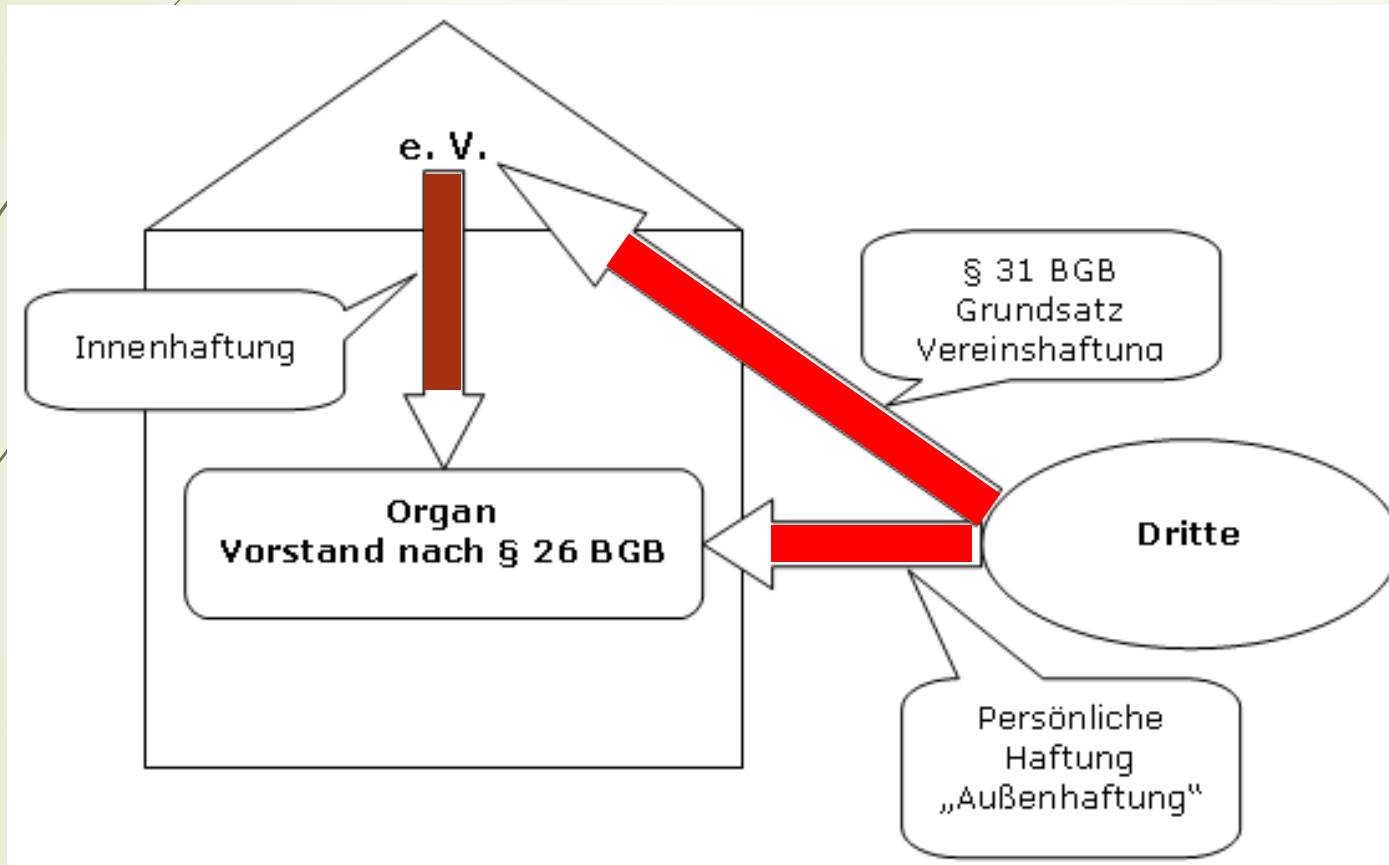 e. V.
§ 31 BGB
Grundsatz
Vereinshaftung
Innenhaftung
Organ
Vorstand nach § 26 BGB
Dritte
Persönliche
Haftung
„Außenhaftung“